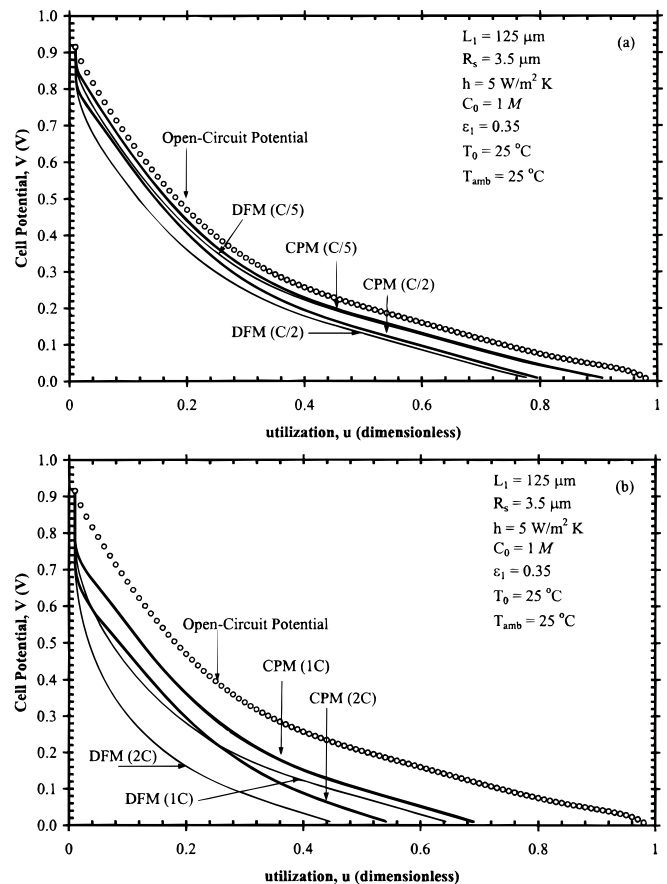 1.0
0.9
0.8
0.7
0.6
0.5
0.4
0.3
0.2
0.1
0.0
Cell Potential, V (V)
L1 = 125 μm
Rs = 3.5 μm
h = 5 W/m² K
C0 = 1 M
ε1 = 0.35
T0 = 25 °C
Tamb = 25 °C
(a)
Open-Circuit Potential
DFM (C/5)
CPM (C/5)
CPM (C/2)
DFM (C/2)
0
0.2
0.4
0.6
0.8
1
utilization, u (dimensionless)
1.0
0.9
0.8
0.7
0.6
0.5
0.4
0.3
0.2
0.1
0.0
Cell Potential, V (V)
L1 = 125 μm
Rs = 3.5 μm
h = 5 W/m² K
C0 = 1 M
ε1 = 0.35
T0 = 25 °C
Tamb = 25 °C
(b)
Open-Circuit Potential
CPM (1C)
CPM (2C)
DFM (2C)
DFM (1C)
0
0.2
0.4
0.6
0.8
1
utilization, u (dimensionless)